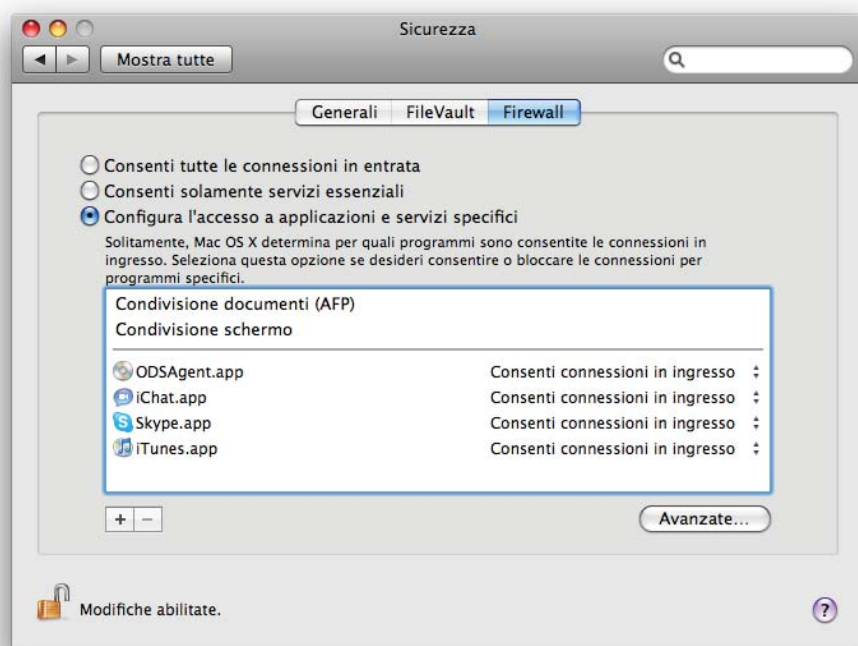 Sicurezza
Mostra tutte
Generali FileVault Firewall
Consenti tutte le connessioni in entrata
Consenti solamente servizi essenziali
Configura l'accesso a applicazioni e servizi specifici
Solitamente, Mac OS X determina per quali programmi sono consentite le connessioni in
ingresso. Seleziona questa opzione se desideri consentire o bloccare le connessioni per
programmi specifici.
Condivisione documenti (AFP)
Condivisione schermo
ODSAgent.app Consenti connessioni in ingresso
iChat.app Consenti connessioni in ingresso
Skype.app Consenti connessioni in ingresso
iTunes.app Consenti connessioni in ingresso
+ −
Avanzate...
Modifiche abilitate.
?